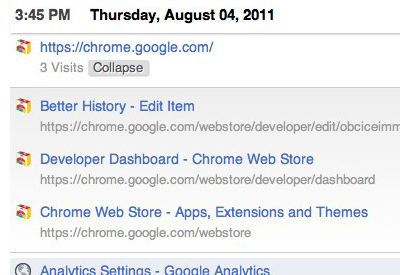 3:45 PM Thursday, August 04, 2011
https://chrome.google.com/
3 Visits Collapse
Better History - Edit Item
https://chrome.google.com/webstore/developer/edit/obciceimm
Developer Dashboard - Chrome Web Store
https://chrome.google.com/webstore/developer/dashboard
Chrome Web Store - Apps, Extensions and Themes
https://chrome.google.com/webstore
Analytics Settings - Google Analytics